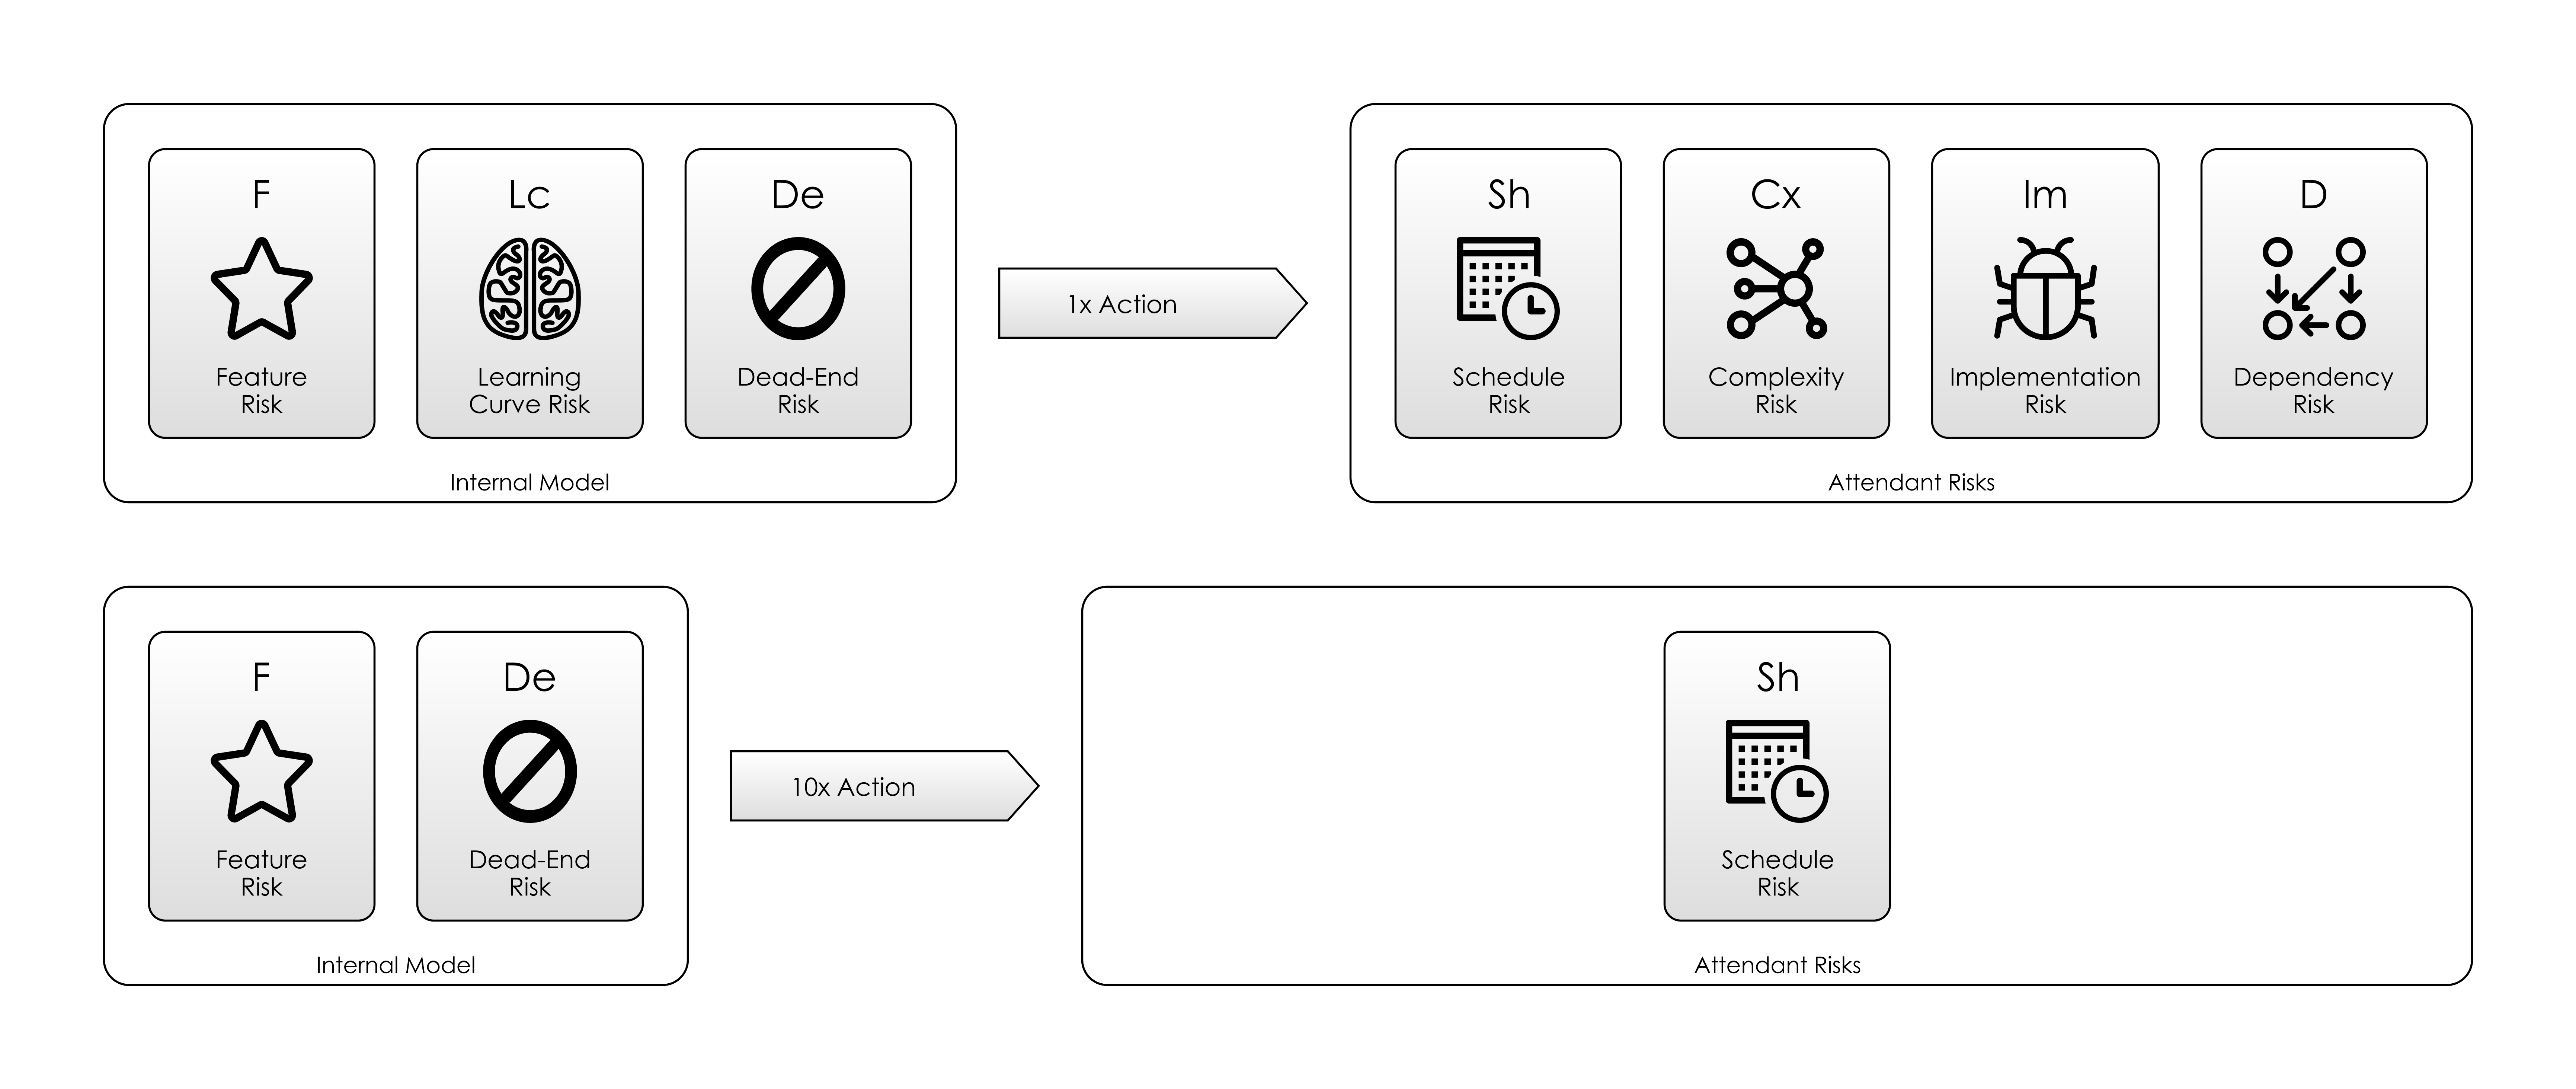 F
Feature
Risk
Lc
Learning
Curve Risk
De
Dead-End
Risk
Internal Model
1x Action
Sh
Schedule
Risk
Cx
Complexity
Risk
Im
Implementation
Risk
D
Dependency
Risk
Attendant Risks
F
Feature
Risk
De
Dead-End
Risk
Internal Model
10x Action
Sh
Schedule
Risk
Attendant Risks